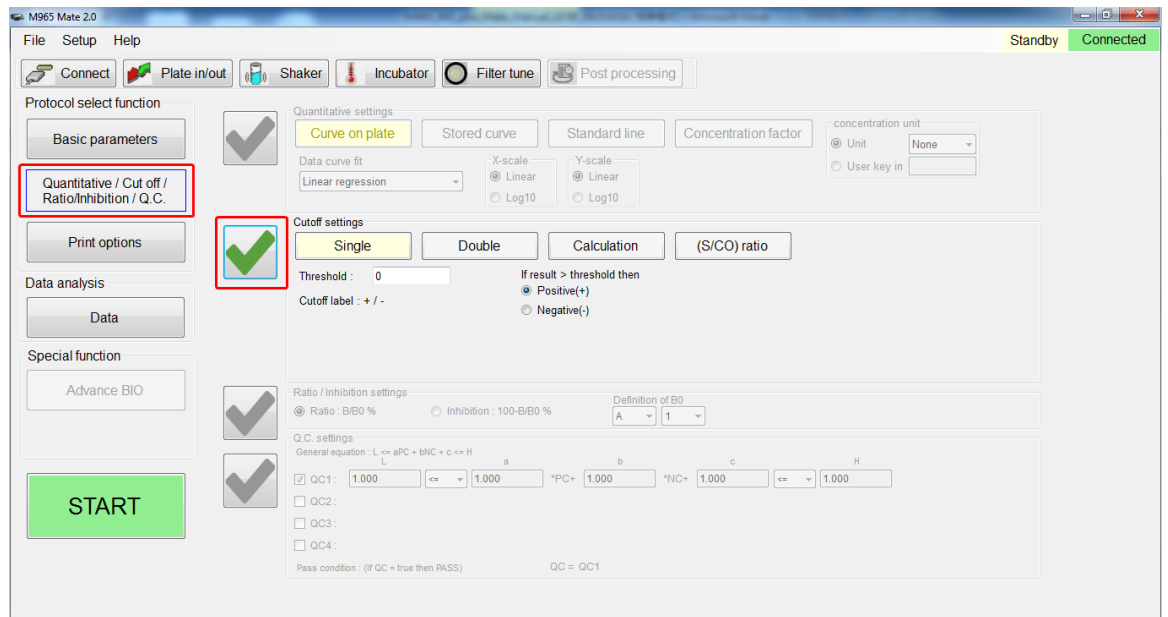 M965 Mate 2.0
File Setup Help
Standby Connected
Connect Plate in/out Shaker Incubator Filter tune Post processing
Protocol select function
Basic parameters
Quantitative / Cut off /
Ratio/Inhibition / Q.C.
Print options
Data analysis
Data
Special function
Advance BIO
START
Quantitative settings
Curve on plate Stored curve Standard line Concentration factor
concentration unit
Unit None
User key in
Data curve fit
Linear regression
X-scale
Linear
Log10
Y-scale
Linear
Log10
Cutoff settings
Single Double Calculation (S/CO) ratio
Threshold : 0
Cutoff label : + / -
If result > threshold then
Positive(+)
Negative(-)
Ratio / Inhibition settings
Ratio : B/B0 % Inhibition : 100-B/B0 %
Definition of B0
A 1
Q.C. settings
General equation : L <= aPC + bNC + c <= H
L a b c H
QC1 : 1.000 <= 1.000 *PC+ 1.000 *NC+ 1.000 <= 1.000
QC2 :
QC3 :
QC4 :
Pass condition : (If QC = true then PASS) QC = QC1